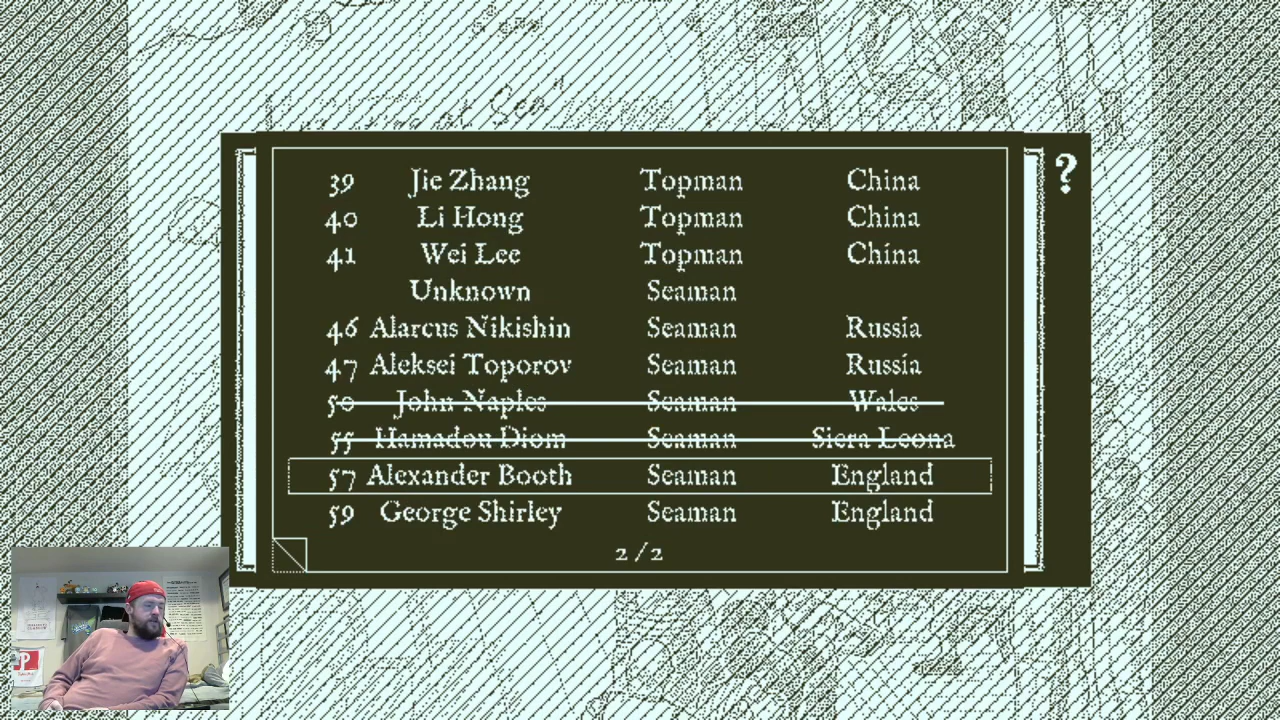 ?
39 Jie Zhang Topman China
40 Li Hong Topman China
41 Wei Lee Topman China
Unknown Seaman
46 Alarcus Nikishin Seaman Russia
47 Aleksei Toporov Seaman Russia
50 John Naples Seaman Wales
55 Hamadou Diom Seaman Siera Leona
57 Alexander Booth Seaman England
59 George Shirley Seaman England
2/2